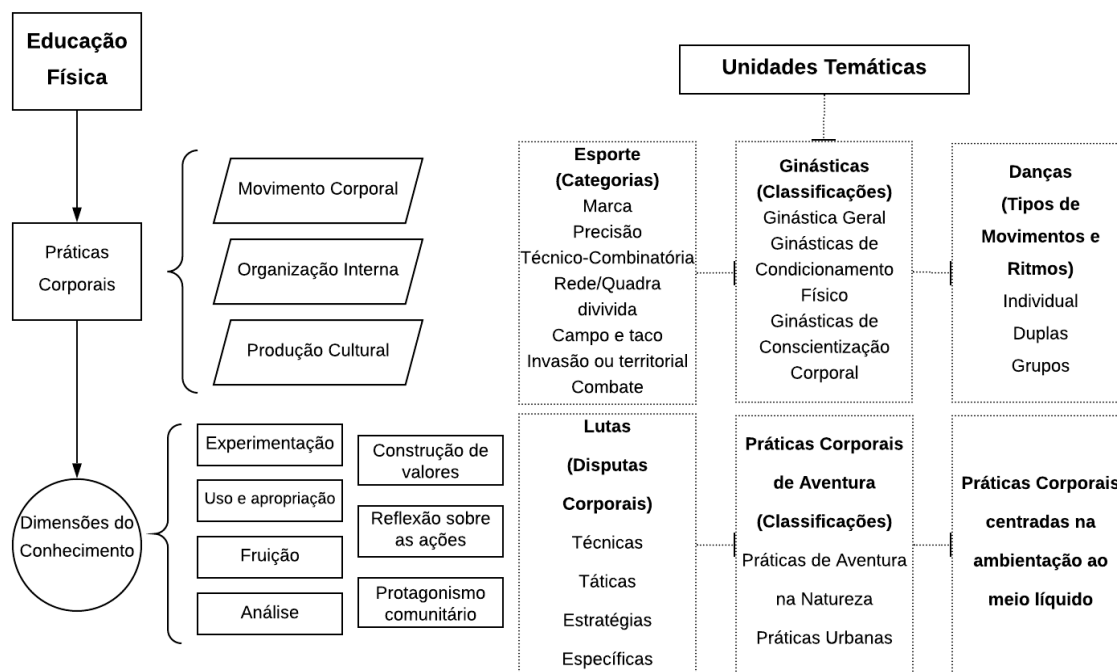 Educação
Física
Práticas
Corporais
Movimento Corporal
Organização Interna
Produção Cultural
Dimensões do
Conhecimento
Experimentação
Uso e apropriação
Fruição
Análise
Construção de
valores
Reflexão sobre
as ações
Protagonismo
comunitário
Unidades Temáticas
Esporte
(Categorias)
Marca
Precisão
Técnico-Combinatória
Rede/Quadra
divivida
Campo e taco
Invasão ou territorial
Combate
Ginásticas
(Classificações)
Ginástica Geral
Ginásticas de
Condicionamento
Físico
Ginásticas de
Conscientização
Corporal
Danças
(Tipos de
Movimentos e
Ritmos)
Individual
Duplas
Grupos
Lutas
(Disputas
Corporais)
Técnicas
Táticas
Estratégias
Específicas
Práticas Corporais
de Aventura
(Classificações)
Práticas de Aventura
na Natureza
Práticas Urbanas
Práticas Corporais
centradas na
ambientação ao
meio líquido